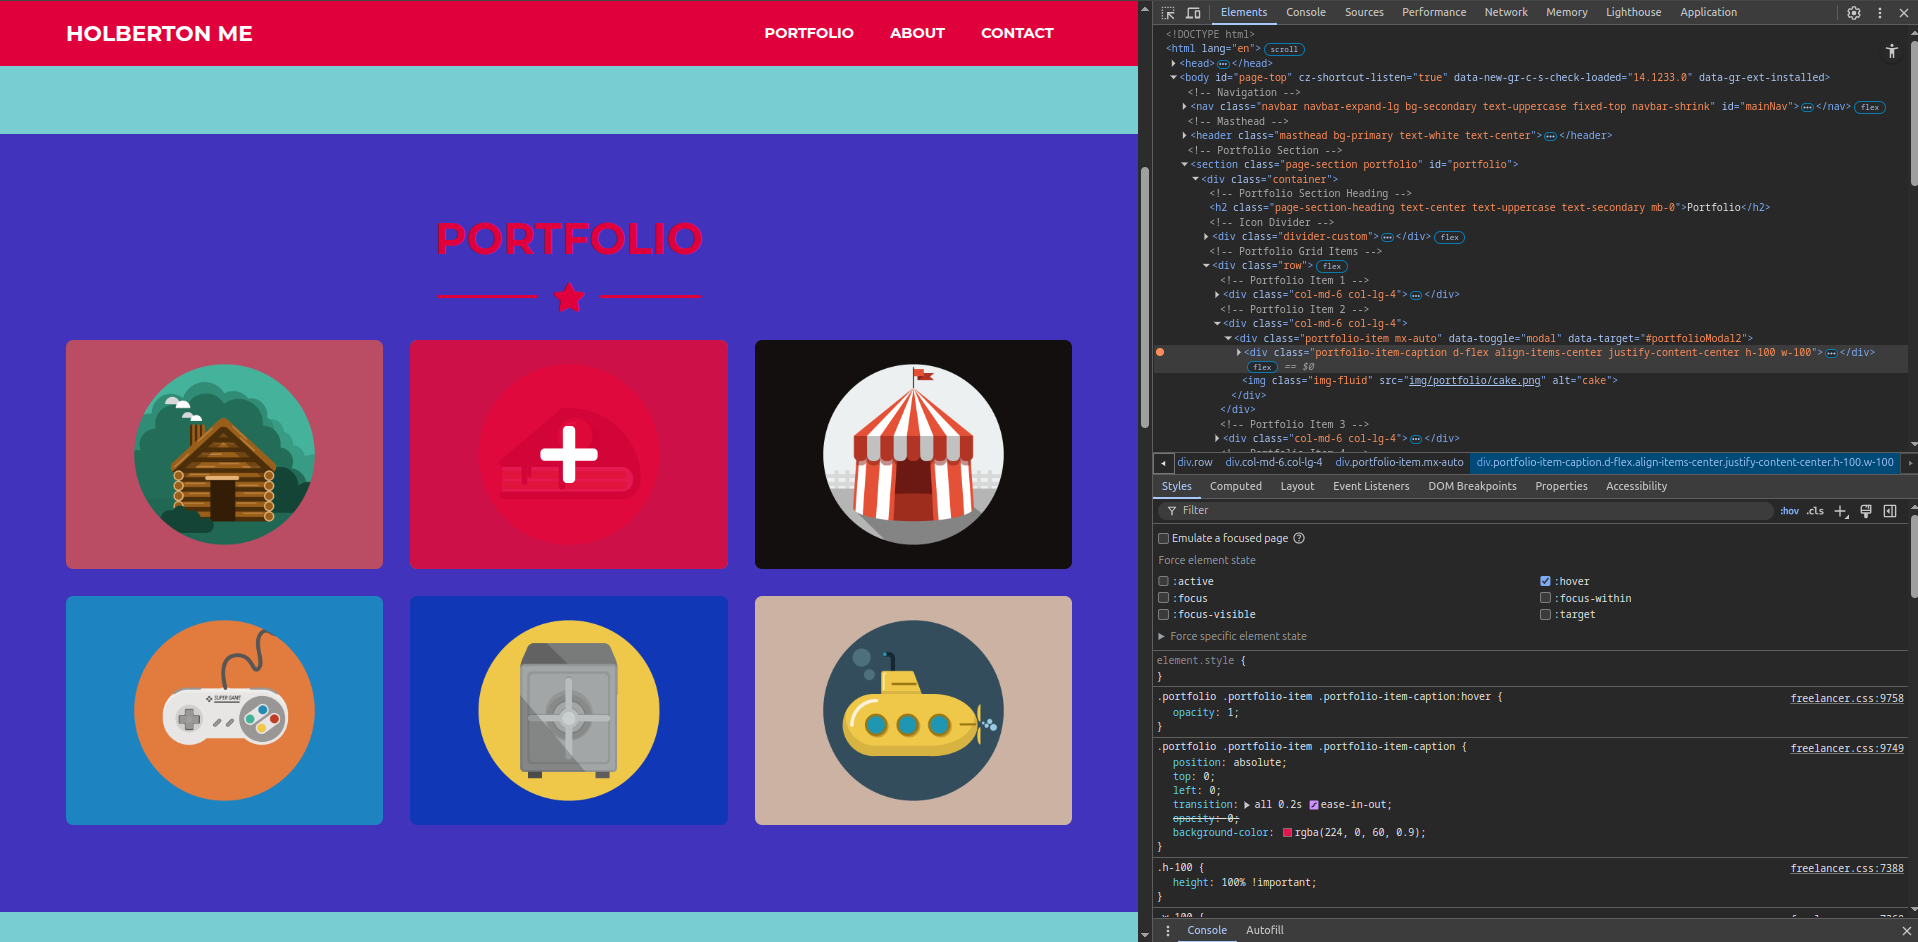 HOLBERTON ME
PORTFOLIO ABOUT CONTACT
PORTFOLIO
SUPER GAME
Elements Console Sources Performance Network Memory Lighthouse Application
<!DOCTYPE html>
<html lang="en"> scroll
<head> ⋯ </head>
<body id="page-top" cz-shortcut-listen="true" data-new-gr-c-s-check-loaded="14.1233.0" data-gr-ext-installed>
<!-- Navigation -->
<nav class="navbar navbar-expand-lg bg-secondary text-uppercase fixed-top navbar-shrink" id="mainNav"> ⋯ </nav> flex
<!-- Masthead -->
<header class="masthead bg-primary text-white text-center"> ⋯ </header>
<!-- Portfolio Section -->
<section class="page-section portfolio" id="portfolio">
<div class="container">
<!-- Portfolio Section Heading -->
<h2 class="page-section-heading text-center text-uppercase text-secondary mb-0">Portfolio</h2>
<!-- Icon Divider -->
<div class="divider-custom"> ⋯ </div> flex
<!-- Portfolio Grid Items -->
<div class="row"> flex
<!-- Portfolio Item 1 -->
<div class="col-md-6 col-lg-4"> ⋯ </div>
<!-- Portfolio Item 2 -->
<div class="col-md-6 col-lg-4">
<div class="portfolio-item mx-auto" data-toggle="modal" data-target="#portfolioModal2">
<div class="portfolio-item-caption d-flex align-items-center justify-content-center h-100 w-100"> ⋯ </div>
flex == $0
<img class="img-fluid" src="img/portfolio/cake.png" alt="cake">
</div>
</div>
<!-- Portfolio Item 3 -->
<div class="col-md-6 col-lg-4"> ⋯ </div>
div.row div.col-md-6.col-lg-4 div.portfolio-item.mx-auto div.portfolio-item-caption.d-flex.align-items-center.justify-content-center.h-100.w-100
Styles Computed Layout Event Listeners DOM Breakpoints Properties Accessibility
Filter :hov .cls
Emulate a focused page
Force element state
:active :hover
:focus :focus-within
:focus-visible :target
Force specific element state
element.style {
}
.portfolio .portfolio-item .portfolio-item-caption:hover { freelancer.css:9758
opacity: 1;
}
.portfolio .portfolio-item .portfolio-item-caption { freelancer.css:9749
position: absolute;
top: 0;
left: 0;
transition: all 0.2s ease-in-out;
opacity: 0;
background-color: rgba(224, 0, 60, 0.9);
}
.h-100 { freelancer.css:7388
height: 100% !important;
}
Console Autofill